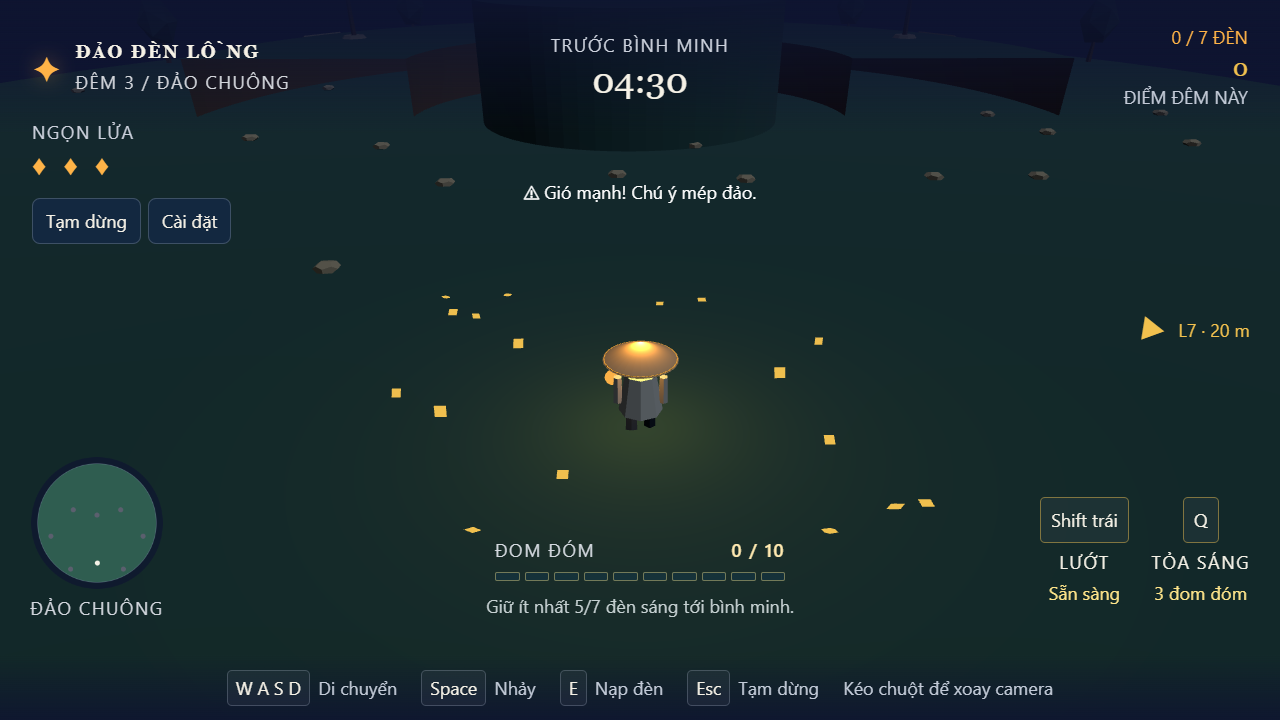 ĐẢO ĐÈN LỒNG
ĐÊM 3 / ĐẢO CHUÔNG
NGỌN LỬA
Tạm dừng
Cài đặt
TRƯỚC BÌNH MINH
04:30
0 / 7 ĐÈN
0
ĐIỂM ĐÊM NÀY
⚠ Gió mạnh! Chú ý mép đảo.
L7 · 20 m
ĐẢO CHUÔNG
ĐOM ĐÓM 0 / 10
Giữ ít nhất 5/7 đèn sáng tới bình minh.
Shift trái
LƯỚT
Sẵn sàng
Q
TỎA SÁNG
3 đom đóm
W A S D Di chuyển Space Nhảy E Nạp đèn Esc Tạm dừng Kéo chuột để xoay camera